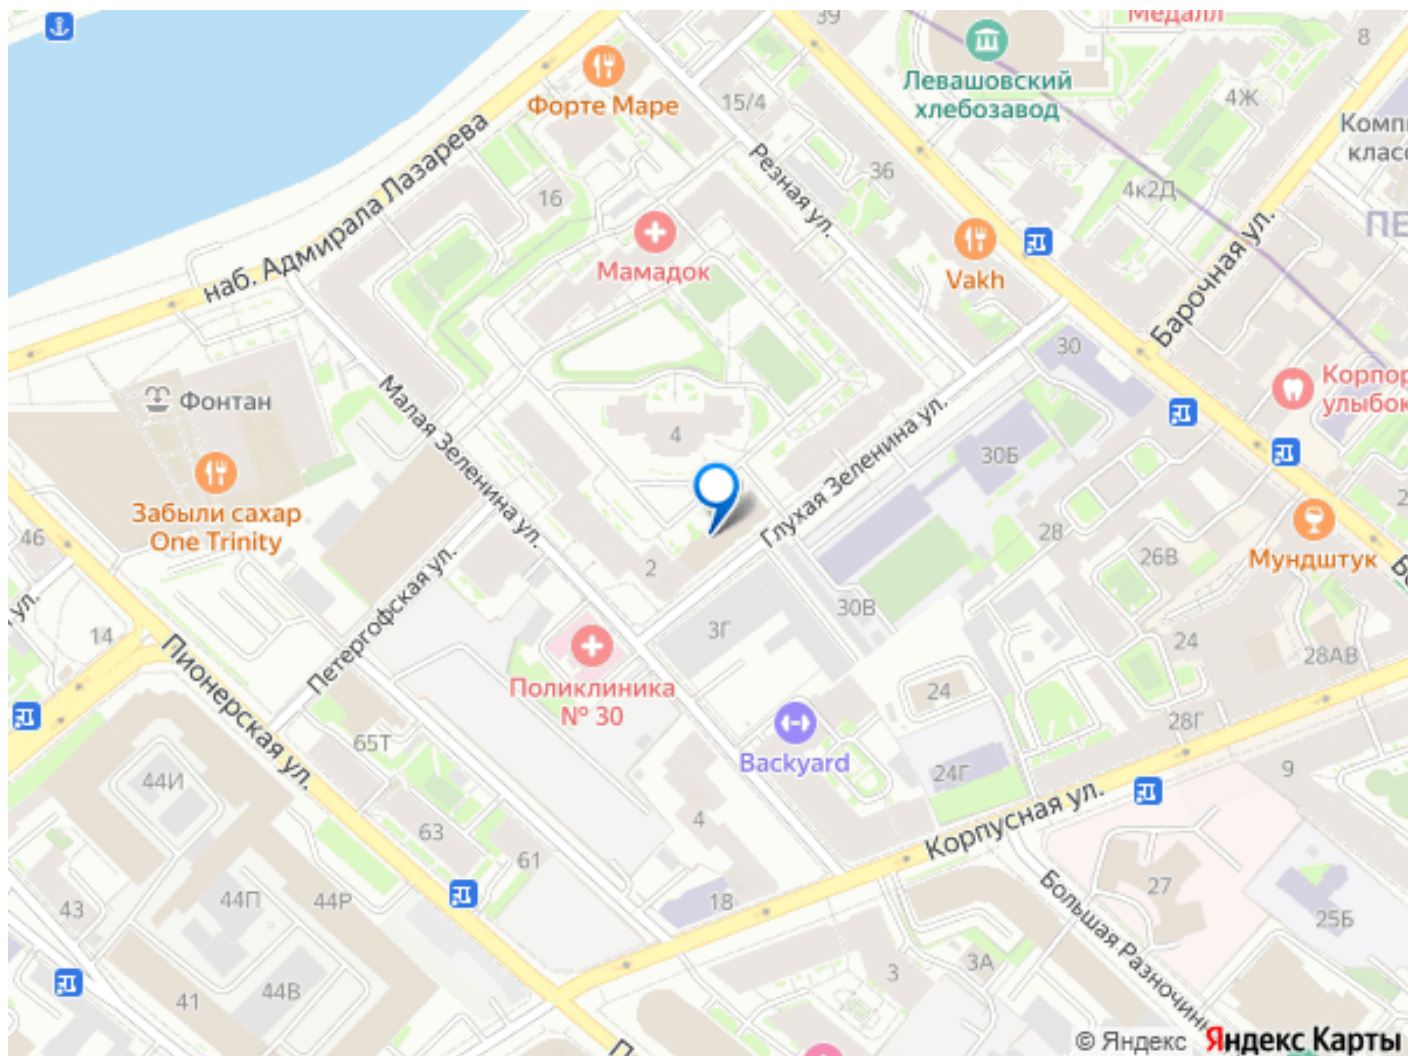 39
Медалл
8
Левашовский
хлебозавод
4Ж
Форте Маре
15/4
наб. Адмирала Лазарева
Резная ул.
36
4к2Д
16
Мамадок
Vakh
Барочная ул.
30
Фонтан
Малая Зеленина ул.
4
Глухая Зеленина ул.
30Б
Забыли сахар
One Trinity
46
28
26В
Мундштук
2
30В
ул.
14
Петергофская ул.
3Г
24
28АВ
Пионерская ул.
Поликлиника
№ 30
24
28Г
65Т
Backyard
44И
24Г
9
Корпусная ул.
63
4
61
27
44П
44Р
18
43
25Б
Большая Разночинн
3
3А
41
44В
© Яндекс
Яндекс Карты